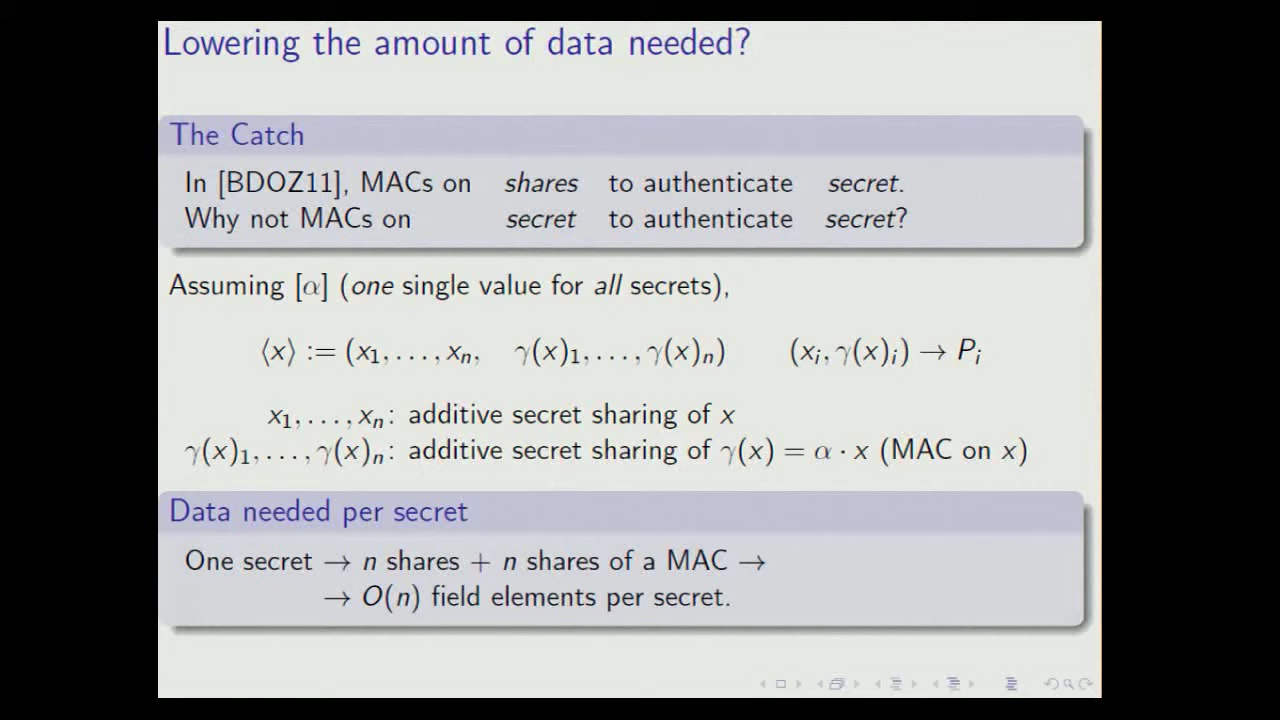 Lowering the amount of data needed?
The Catch
In [BDOZ11], MACs on shares to authenticate secret.
Why not MACs on secret to authenticate secret?
Assuming [α] (one single value for all secrets),
⟨x⟩ := (x₁, . . . , xₙ, γ(x)₁, . . . , γ(x)ₙ) (xᵢ, γ(x)ᵢ) → Pᵢ
x₁, . . . , xₙ: additive secret sharing of x
γ(x)₁, . . . , γ(x)ₙ: additive secret sharing of γ(x) = α · x (MAC on x)
Data needed per secret
One secret → n shares + n shares of a MAC →
→ O(n) field elements per secret.